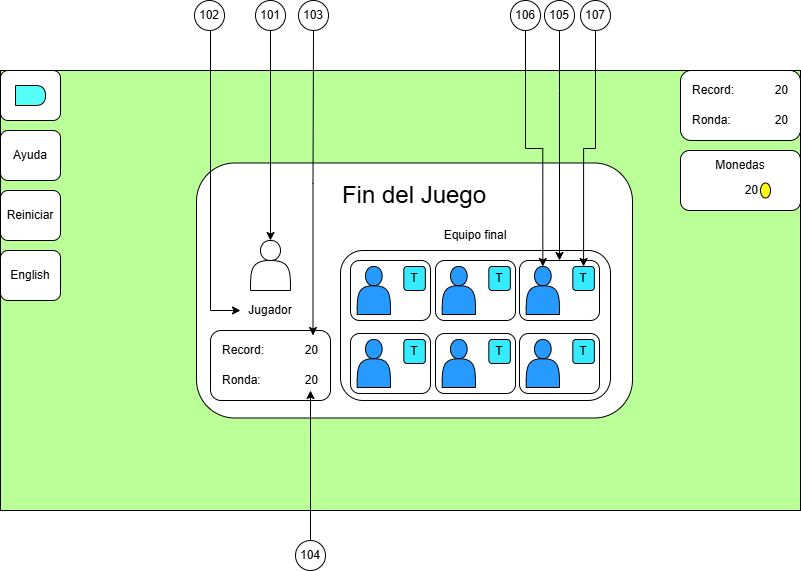 102
101
103
106
105
107
Record: 20
Ronda: 20
Ayuda
Monedas
20
Reiniciar
English
Fin del Juego
Equipo final
T T T
Jugador
Record: 20
Ronda: 20
T T T
104